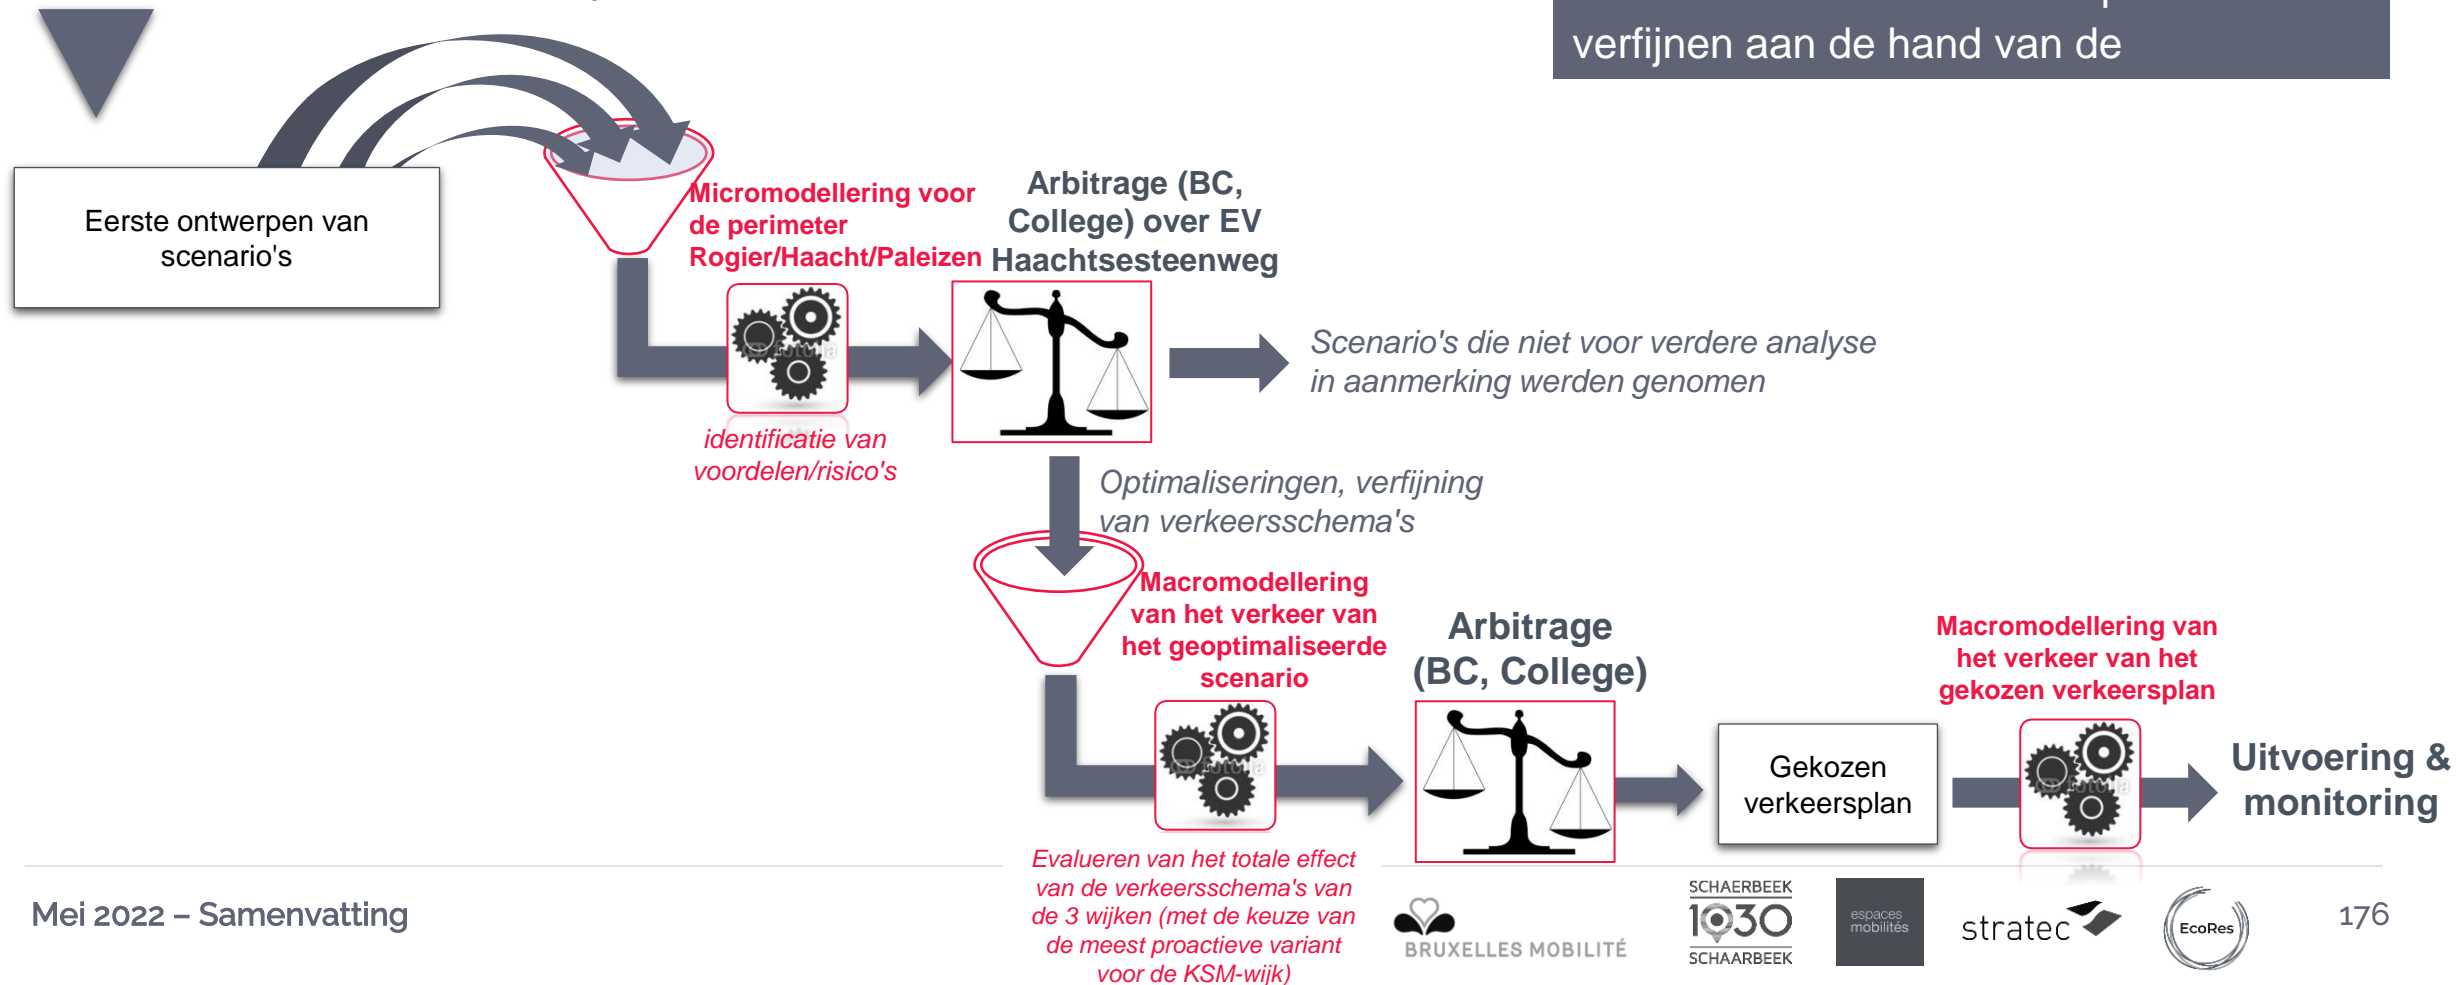 verfijnen aan de hand van de
Eerste ontwerpen van
scenario's
Micromodellering voor
de perimeter
Rogier/Haacht/Paleizen
Arbitrage (BC,
College) over EV
Haachtsesteenweg
identificatie van
voordelen/risico's
Scenario's die niet voor verdere analyse
in aanmerking werden genomen
Optimaliseringen, verfijning
van verkeersschema's
Macromodellering
van het verkeer van
het geoptimaliseerde
scenario
Arbitrage
(BC, College)
Gekozen
verkeersplan
Macromodellering van
het verkeer van het
gekozen verkeersplan
Uitvoering &
monitoring
Evalueren van het totale effect
van de verkeersschema's van
de 3 wijken (met de keuze van
de meest proactieve variant
voor de KSM-wijk)
Mei 2022 – Samenvatting
BRUXELLES MOBILITÉ
SCHAERBEEK
1030
SCHAARBEEK
espaces
mobilités
stratec
EcoRes
176